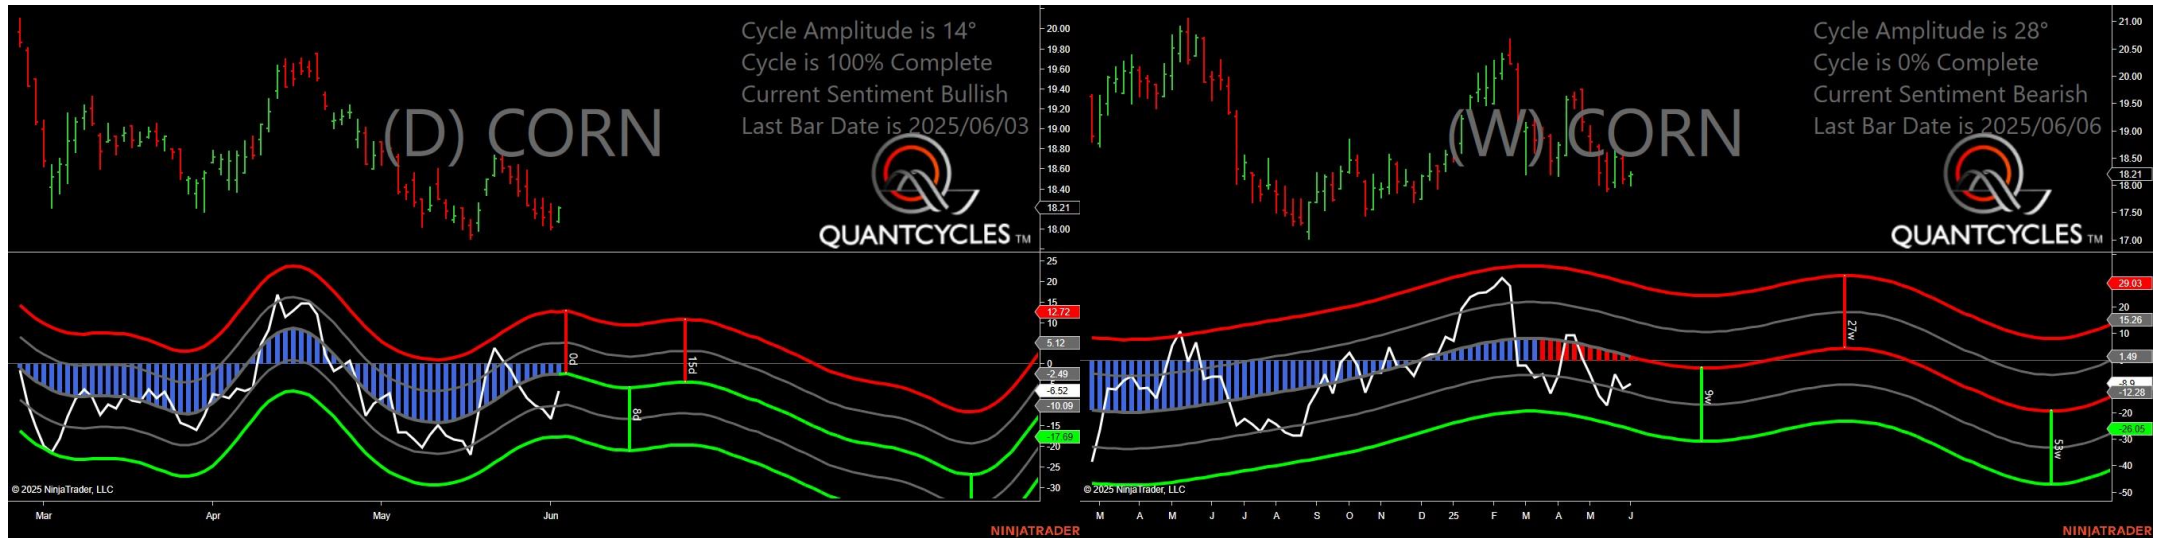 Cycle Amplitude is 14°
Cycle is 100% Complete
Current Sentiment Bullish
Last Bar Date is 2025/06/03
(D) CORN
QUANTCYCLES TM
20.00
19.80
19.60
19.40
19.20
19.00
18.80
18.60
18.40
18.21
18.00
25
20
15
12.72
10
5.12
0
-2.49
-6.52
-10.09
-15
-17.69
-20
-25
-30
0d
8d
15d
© 2025 NinjaTrader, LLC
Mar
Apr
May
Jun
NINJATRADER
Cycle Amplitude is 28°
Cycle is 0% Complete
Current Sentiment Bearish
Last Bar Date is 2025/06/06
(W) CORN
QUANTCYCLES TM
21.00
20.50
20.00
19.50
19.00
18.50
18.21
18.00
17.50
17.00
29.03
20
15.26
10
1.49
-8.9
-12.28
-20
-26.05
-30
-40
-50
9w
27w
53w
© 2025 NinjaTrader, LLC
M A M J J A S O N D 25 F M A M J
NINJATRADER